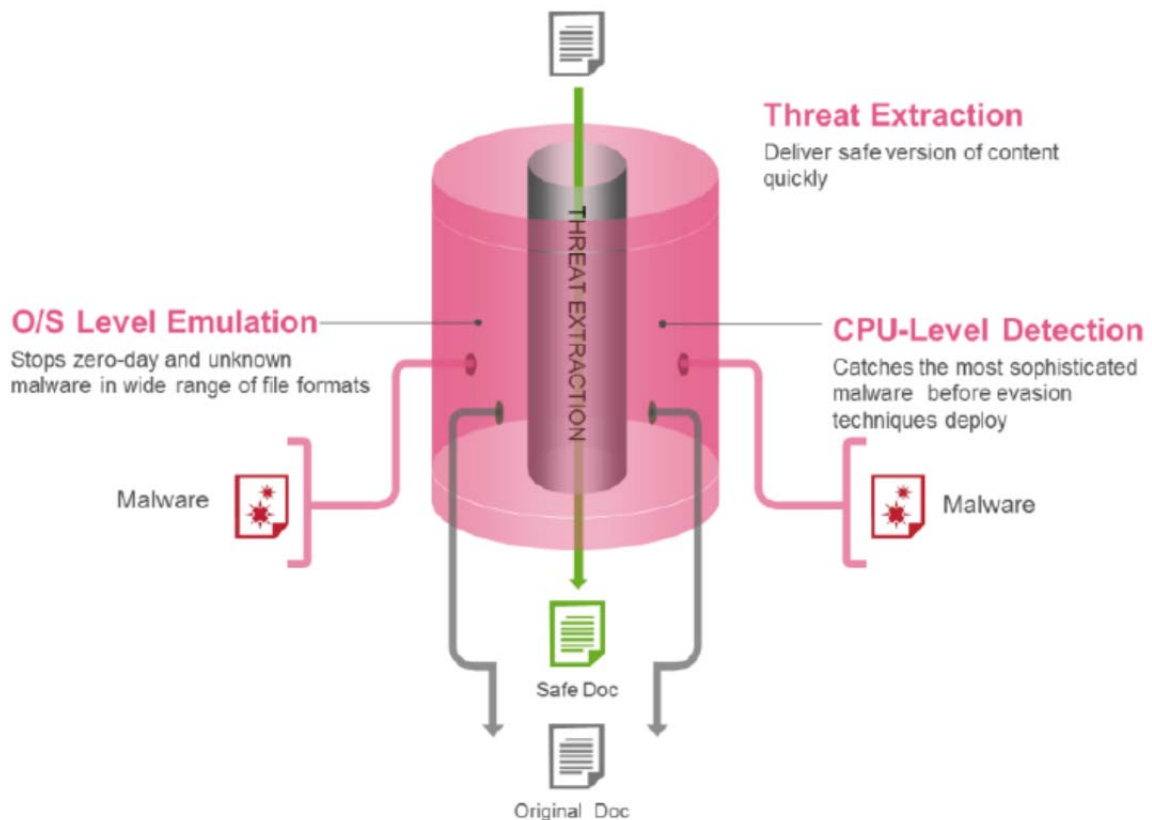 Threat Extraction
Deliver safe version of content
quickly
THREAT EXTRACTION
O/S Level Emulation
Stops zero-day and unknown
malware in wide range of file formats
CPU-Level Detection
Catches the most sophisticated
malware before evasion
techniques deploy
Malware
Malware
Safe Doc
Original Doc